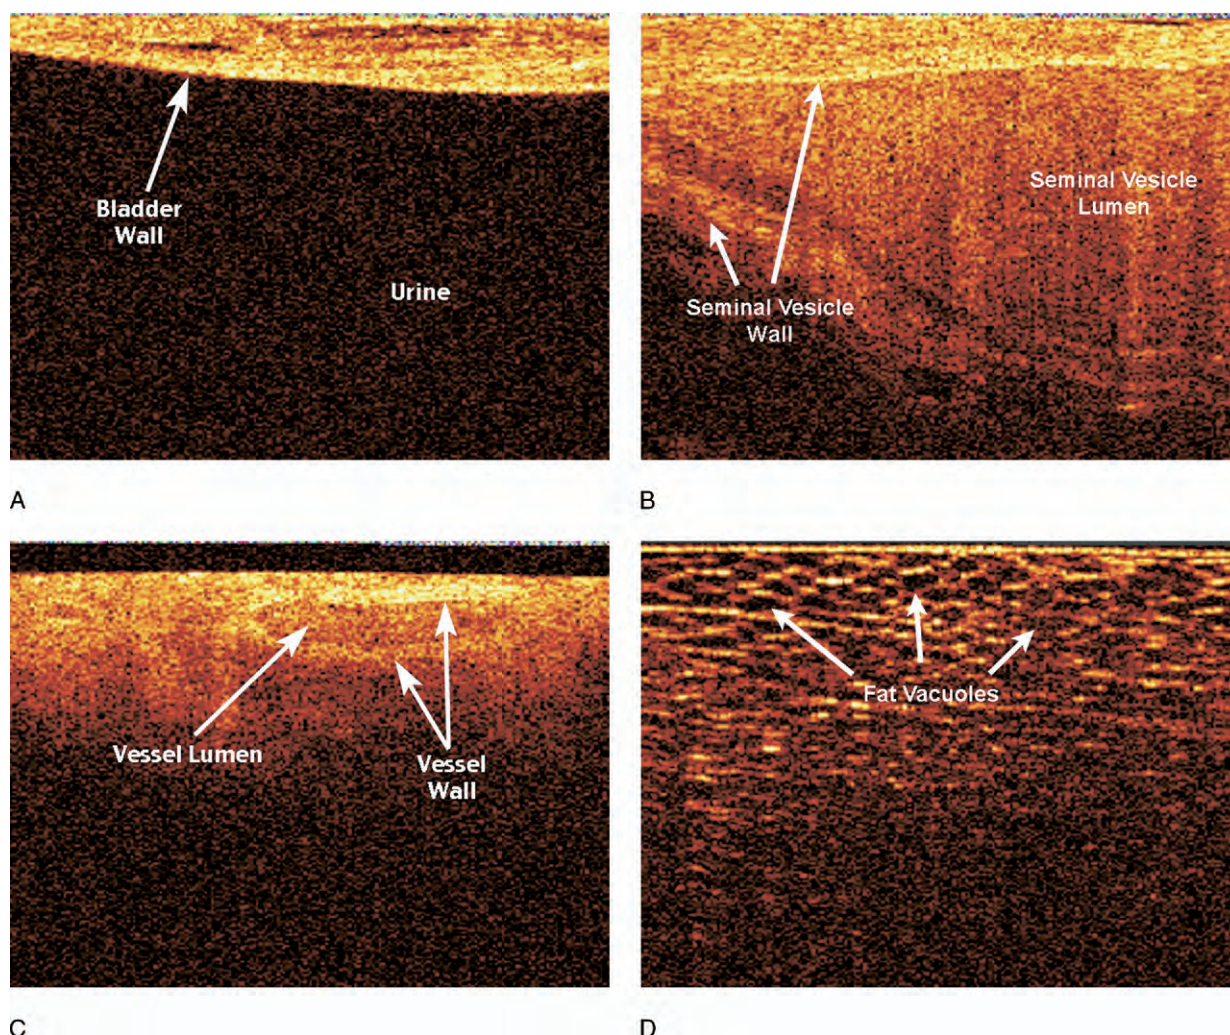 Bladder
Wall
Urine
A
Seminal Vesicle
Lumen
Seminal Vesicle
Wall
B
Vessel Lumen
Vessel
Wall
C
Fat Vacuoles
D